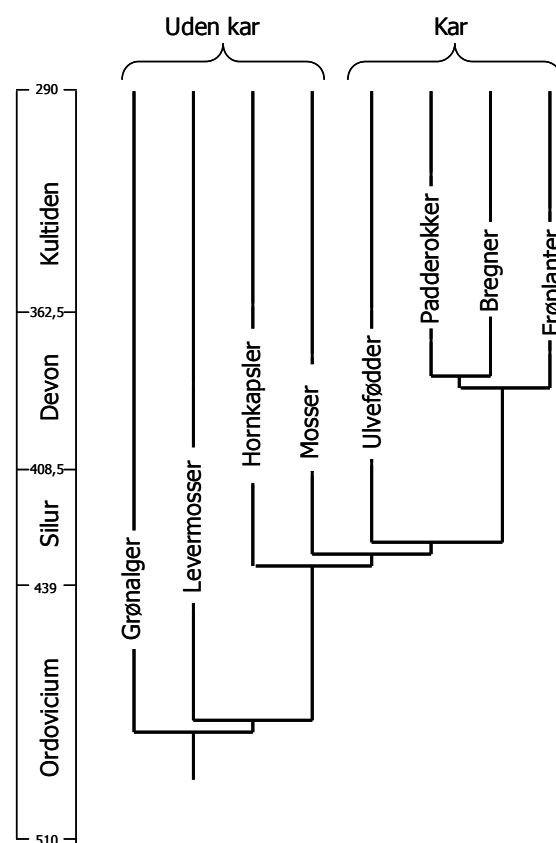 Uden kar
Kar
290
Kultiden
362,5
Devon
408,5
Silur
439
Ordovicium
510
Grønalger
Levermosser
Hornkapsler
Mosser
Ulvefødder
Padderokker
Bregner
Frøplanter